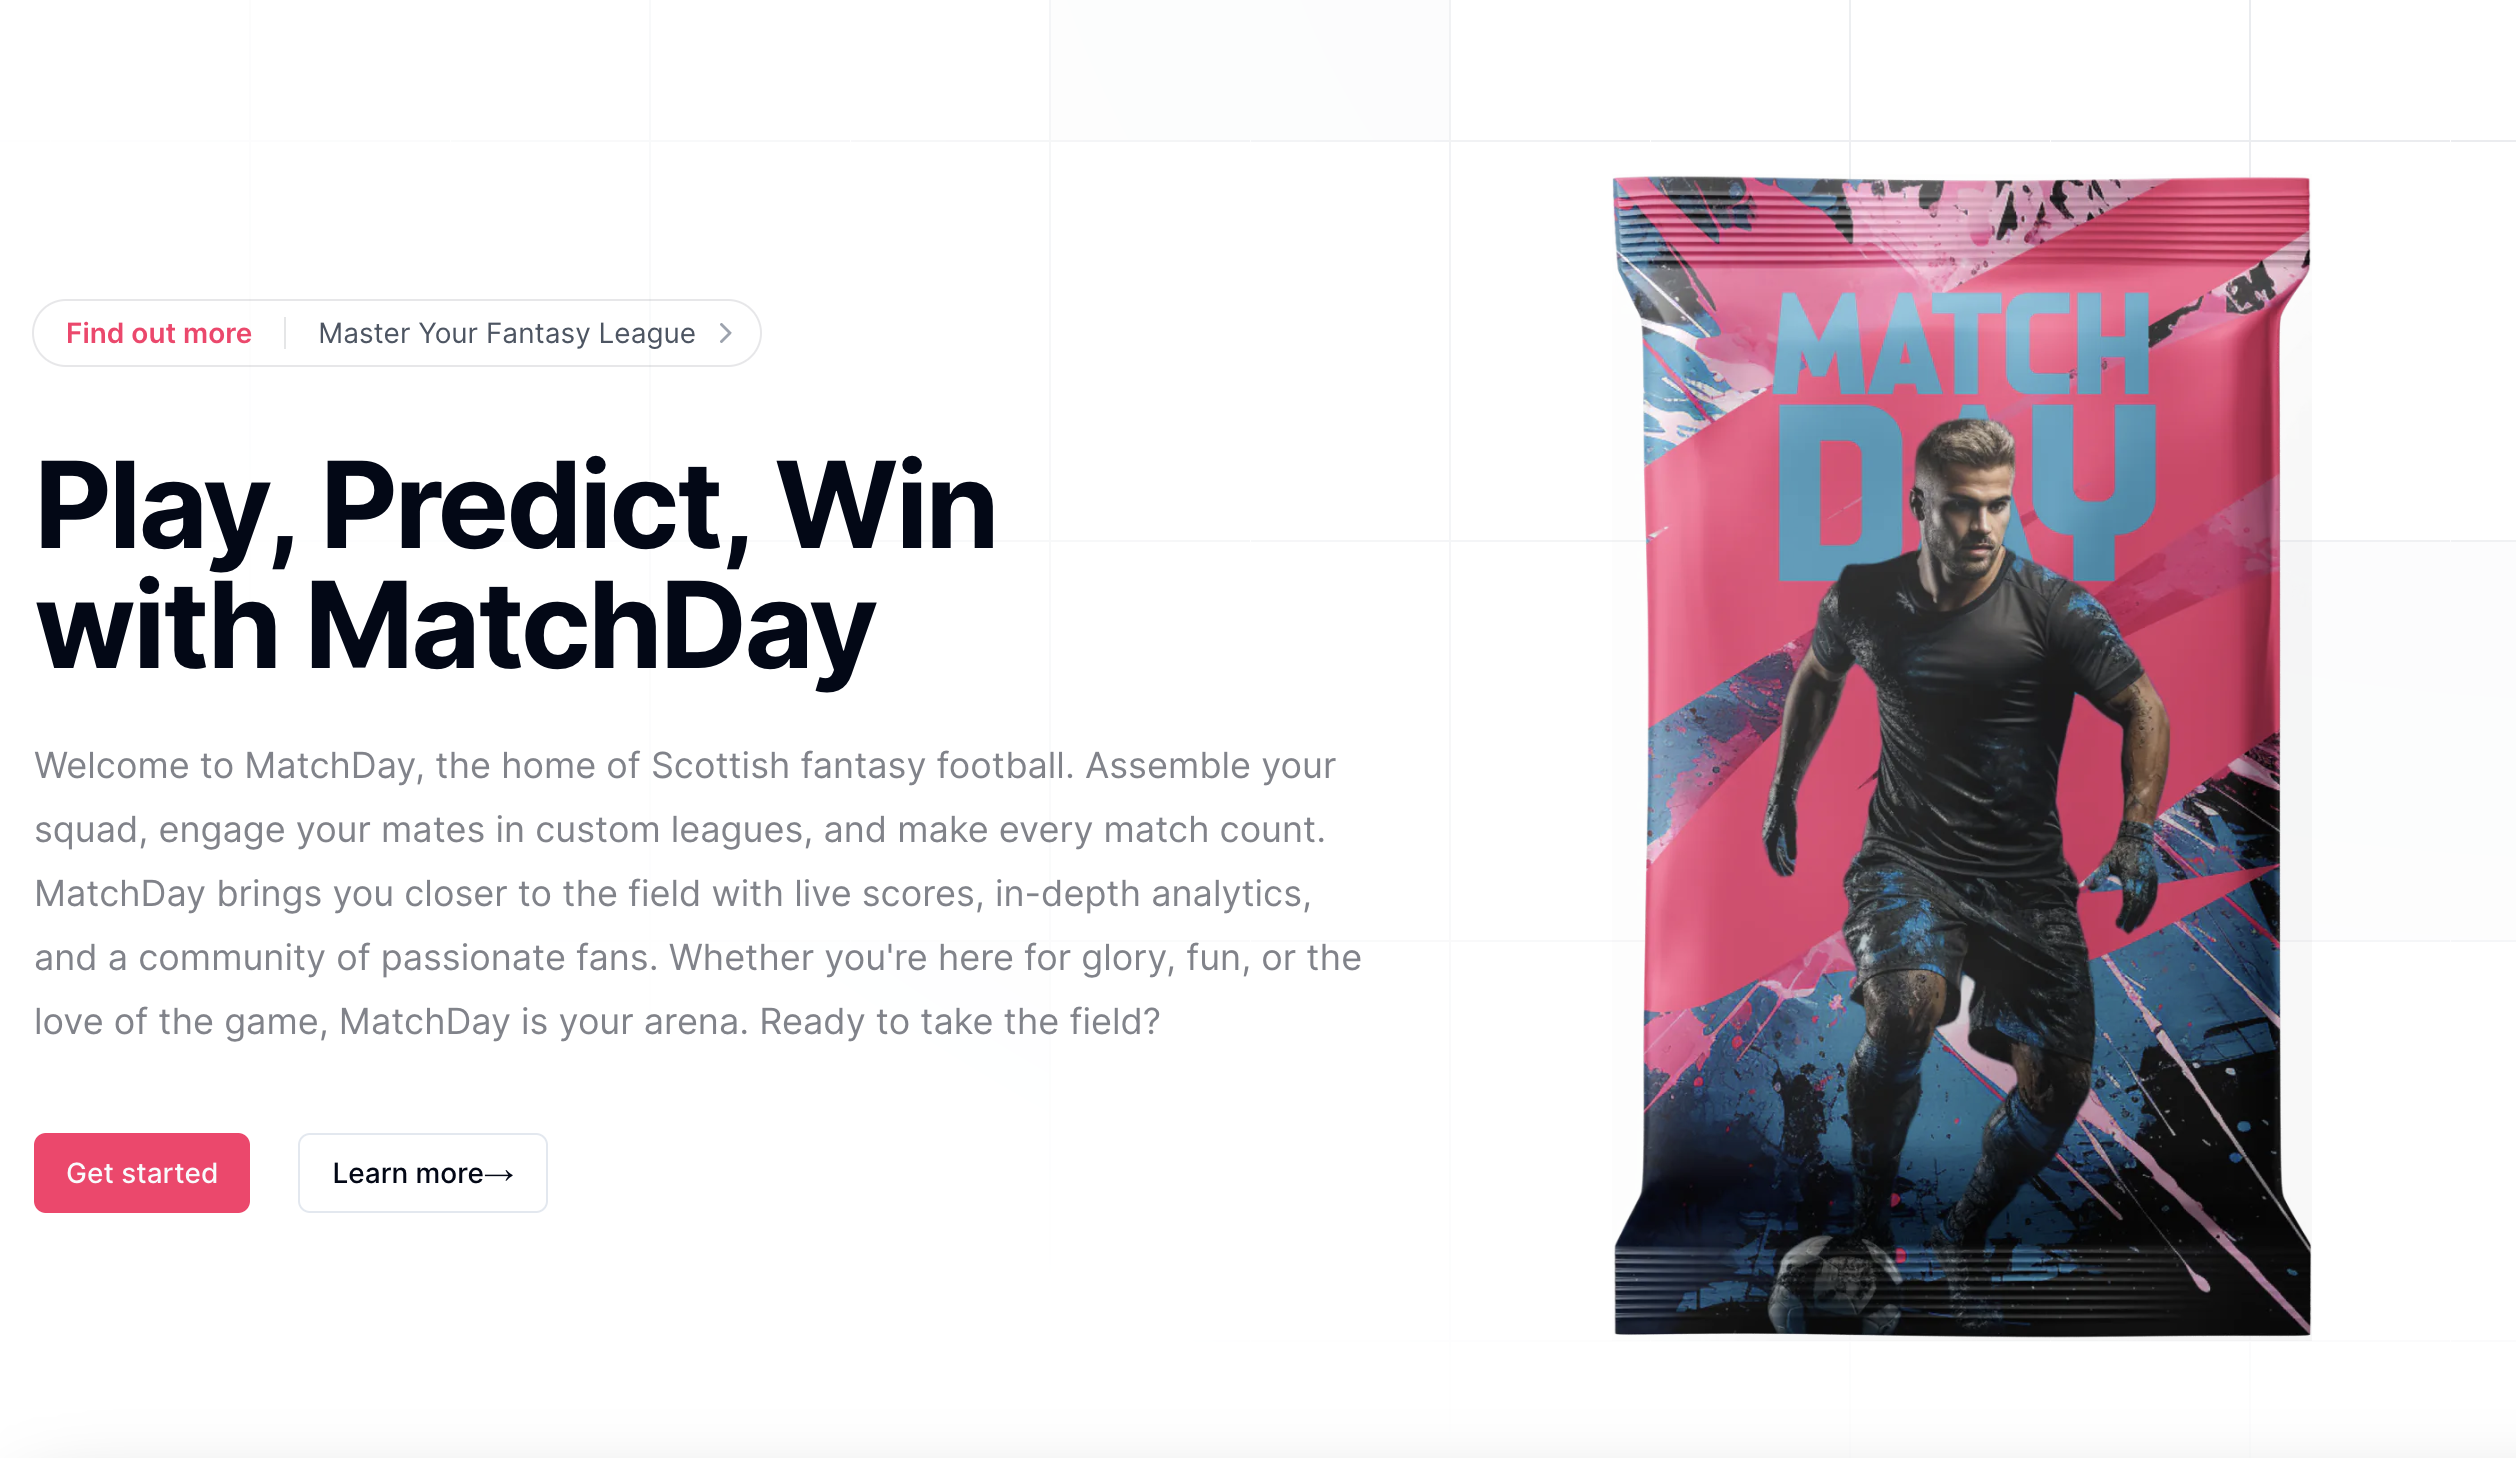 Find out more
Master Your Fantasy League
Play, Predict, Win
with MatchDay
Welcome to MatchDay, the home of Scottish fantasy football. Assemble your
squad, engage your mates in custom leagues, and make every match count.
MatchDay brings you closer to the field with live scores, in-depth analytics,
and a community of passionate fans. Whether you're here for glory, fun, or the
love of the game, MatchDay is your arena. Ready to take the field?
Get started
Learn more→
MATCH
DAY